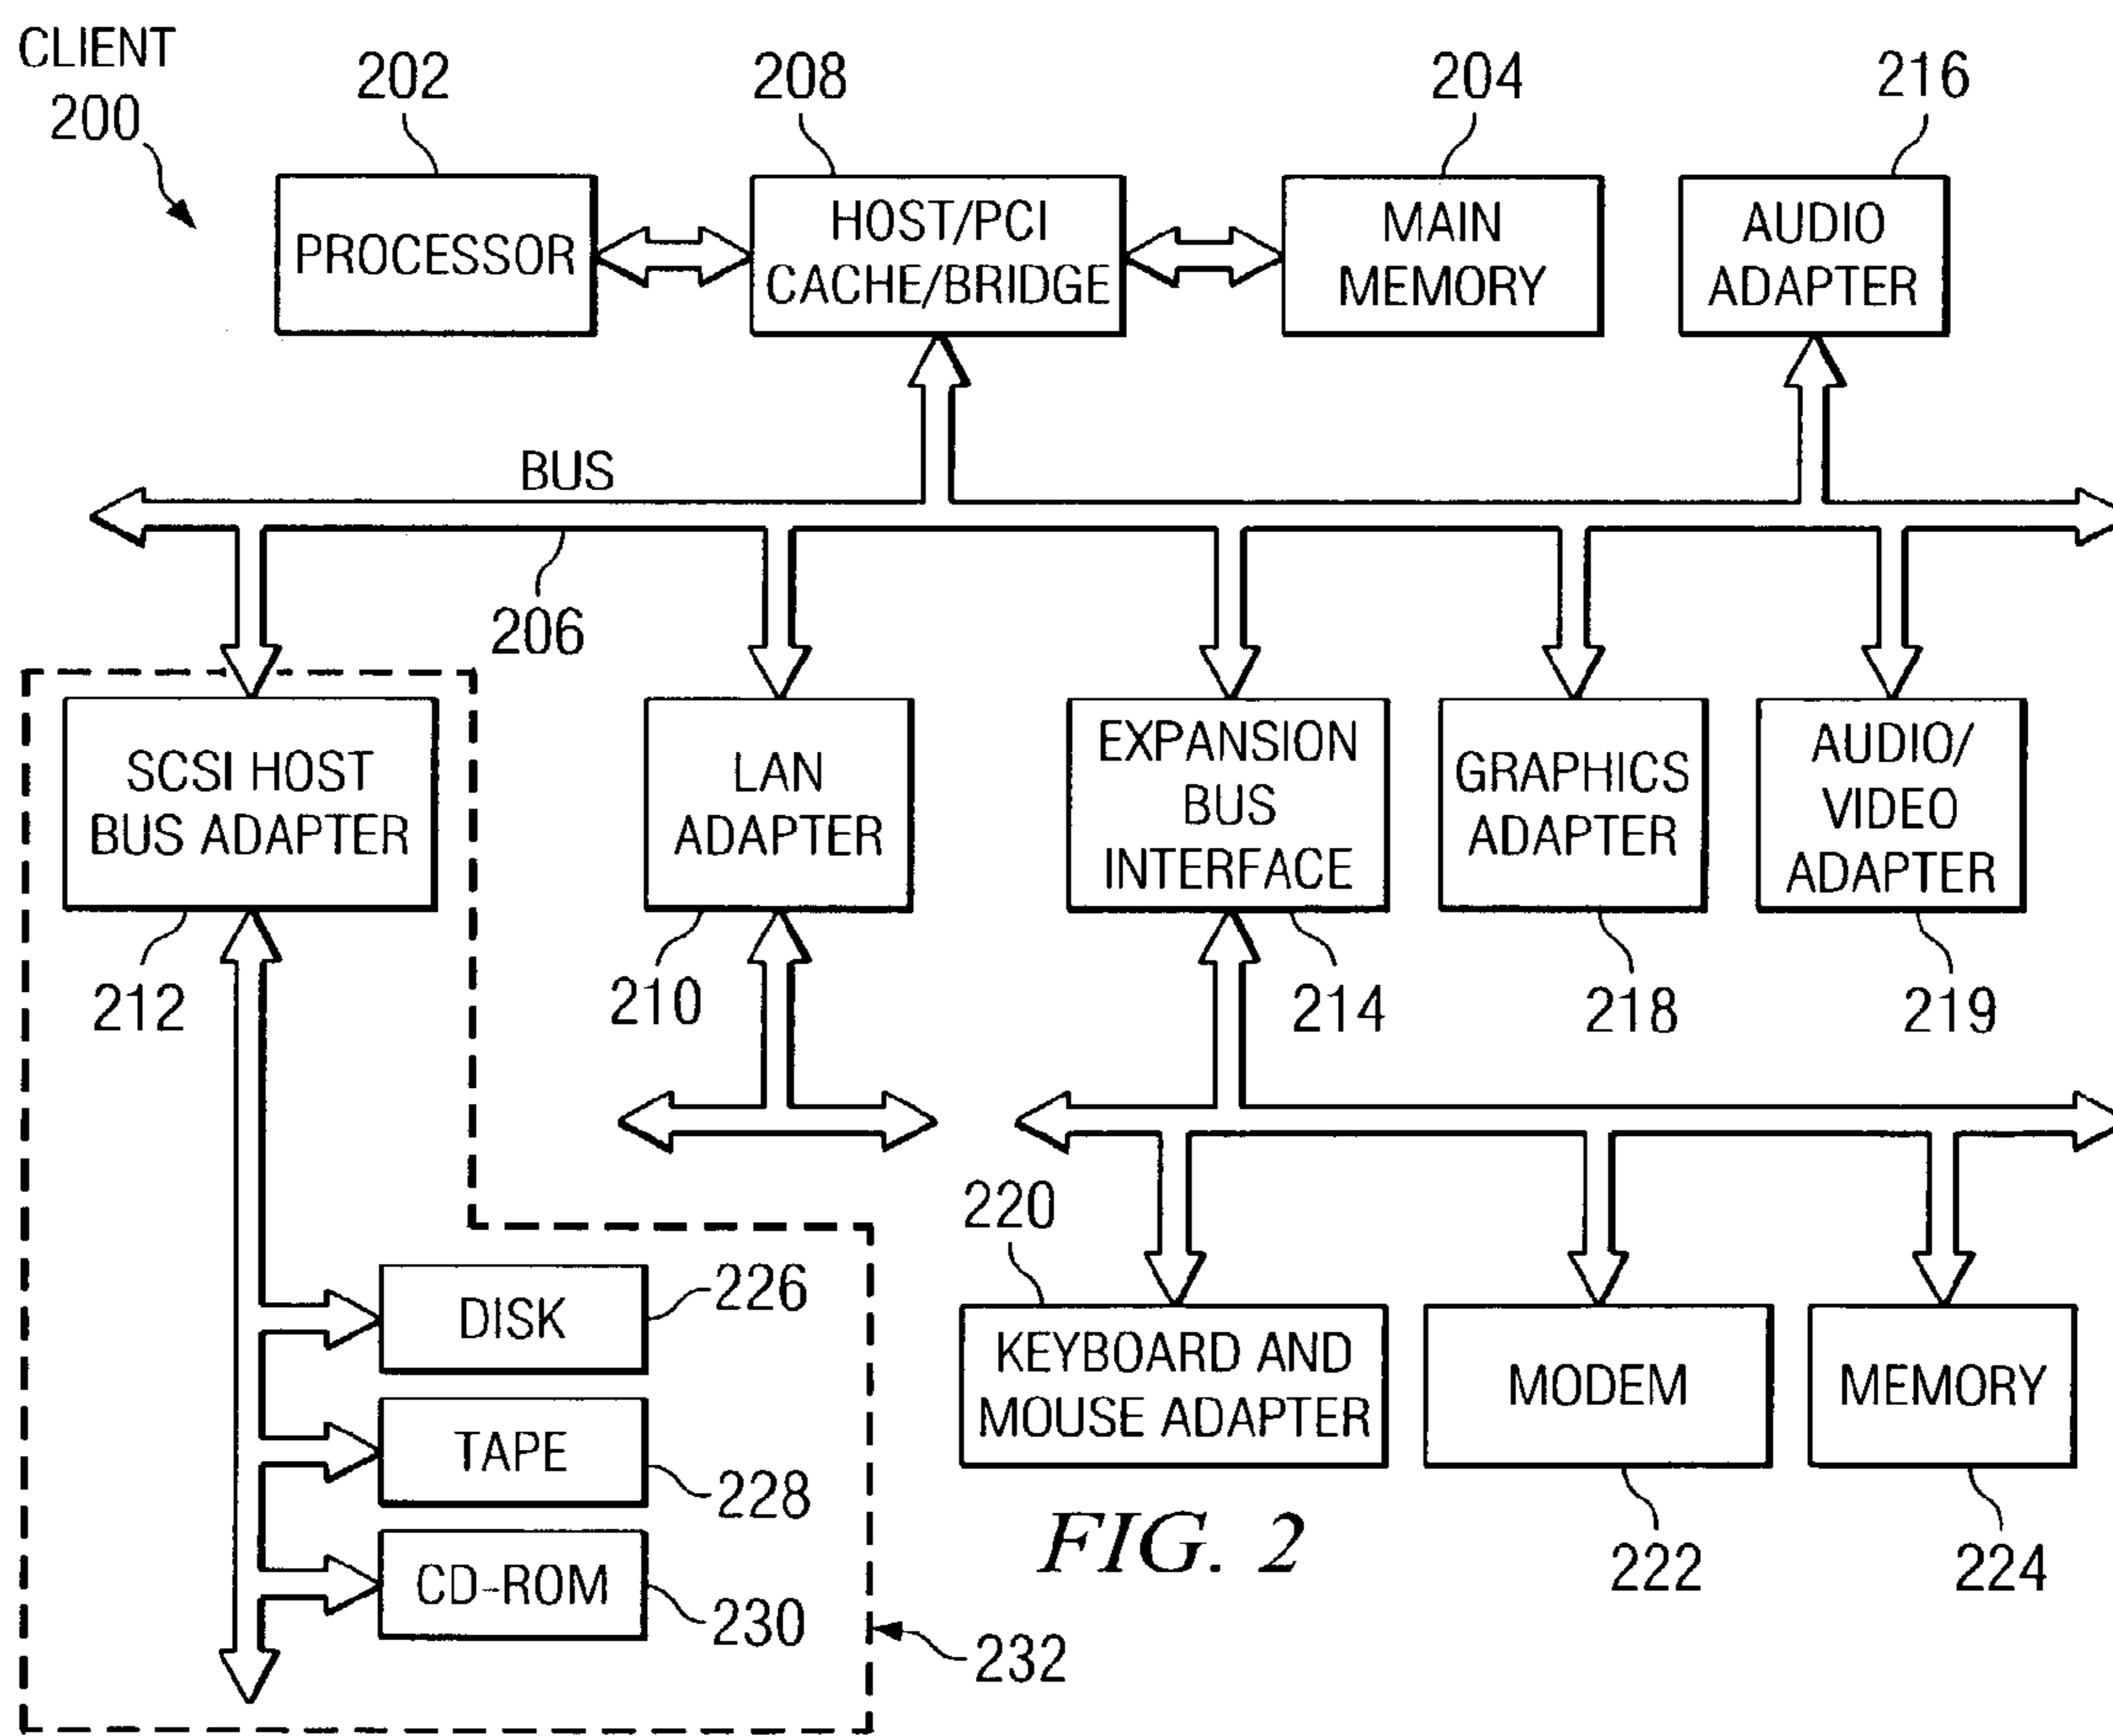 CLIENT
200
202
208
204
216
PROCESSOR
HOST/PCI
CACHE/BRIDGE
MAIN
MEMORY
AUDIO
ADAPTER
BUS
206
SCSI HOST
BUS ADAPTER
LAN
ADAPTER
EXPANSION
BUS
INTERFACE
GRAPHICS
ADAPTER
AUDIO/
VIDEO
ADAPTER
212
210
214
218
219
220
DISK
226
TAPE
228
CD-ROM
230
232
KEYBOARD AND
MOUSE ADAPTER
MODEM
MEMORY
222
224
FIG. 2